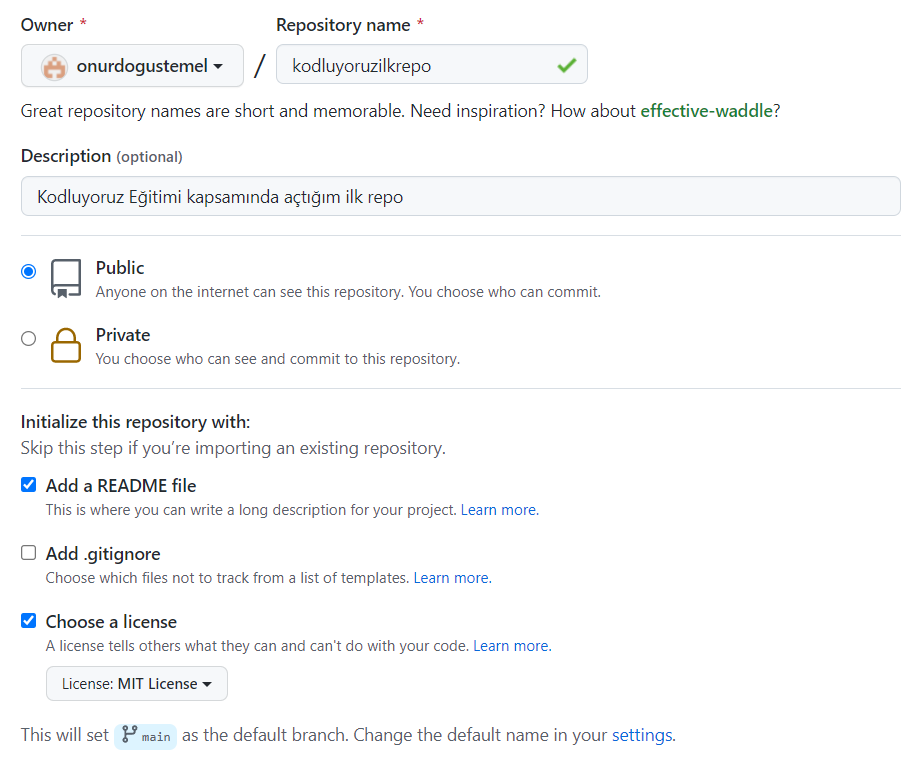 Owner * Repository name *
onurdogustemel / kodluyoruzilkrepo
Great repository names are short and memorable. Need inspiration? How about effective-waddle?
Description (optional)
Kodluyoruz Eğitimi kapsamında açtığım ilk repo
Public
Anyone on the internet can see this repository. You choose who can commit.
Private
You choose who can see and commit to this repository.
Initialize this repository with:
Skip this step if you’re importing an existing repository.
Add a README file
This is where you can write a long description for your project. Learn more.
Add .gitignore
Choose which files not to track from a list of templates. Learn more.
Choose a license
A license tells others what they can and can't do with your code. Learn more.
License: MIT License
This will set main as the default branch. Change the default name in your settings.